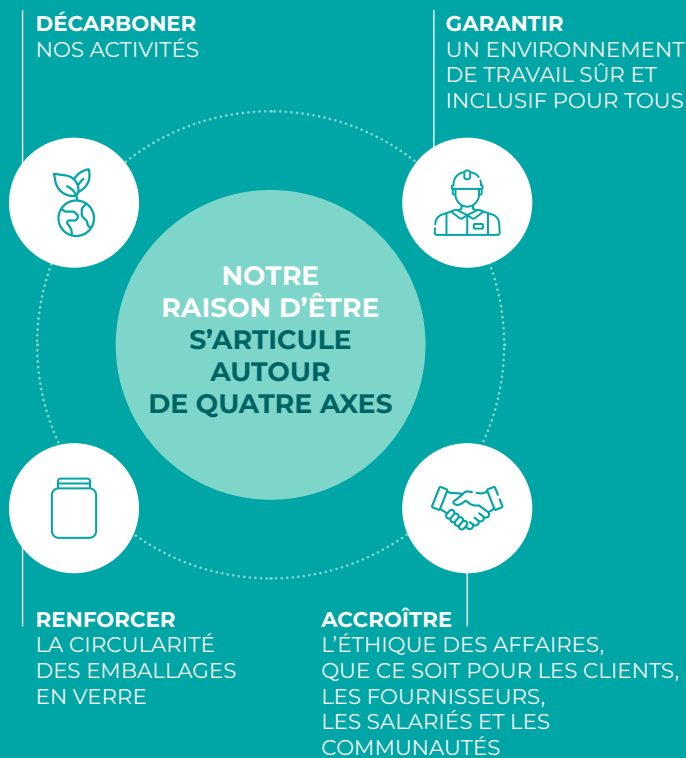 DÉCARBONER
NOS ACTIVITÉS
GARANTIR
UN ENVIRONNEMENT
DE TRAVAIL SÛR ET
INCLUSIF POUR TOUS
NOTRE
RAISON D’ÊTRE
S’ARTICULE
AUTOUR
DE QUATRE AXES
RENFORCER
LA CIRCULARITÉ
DES EMBALLAGES
EN VERRE
ACCROÎTRE
L’ÉTHIQUE DES AFFAIRES,
QUE CE SOIT POUR LES CLIENTS,
LES FOURNISSEURS,
LES SALARIÉS ET LES
COMMUNAUTÉS